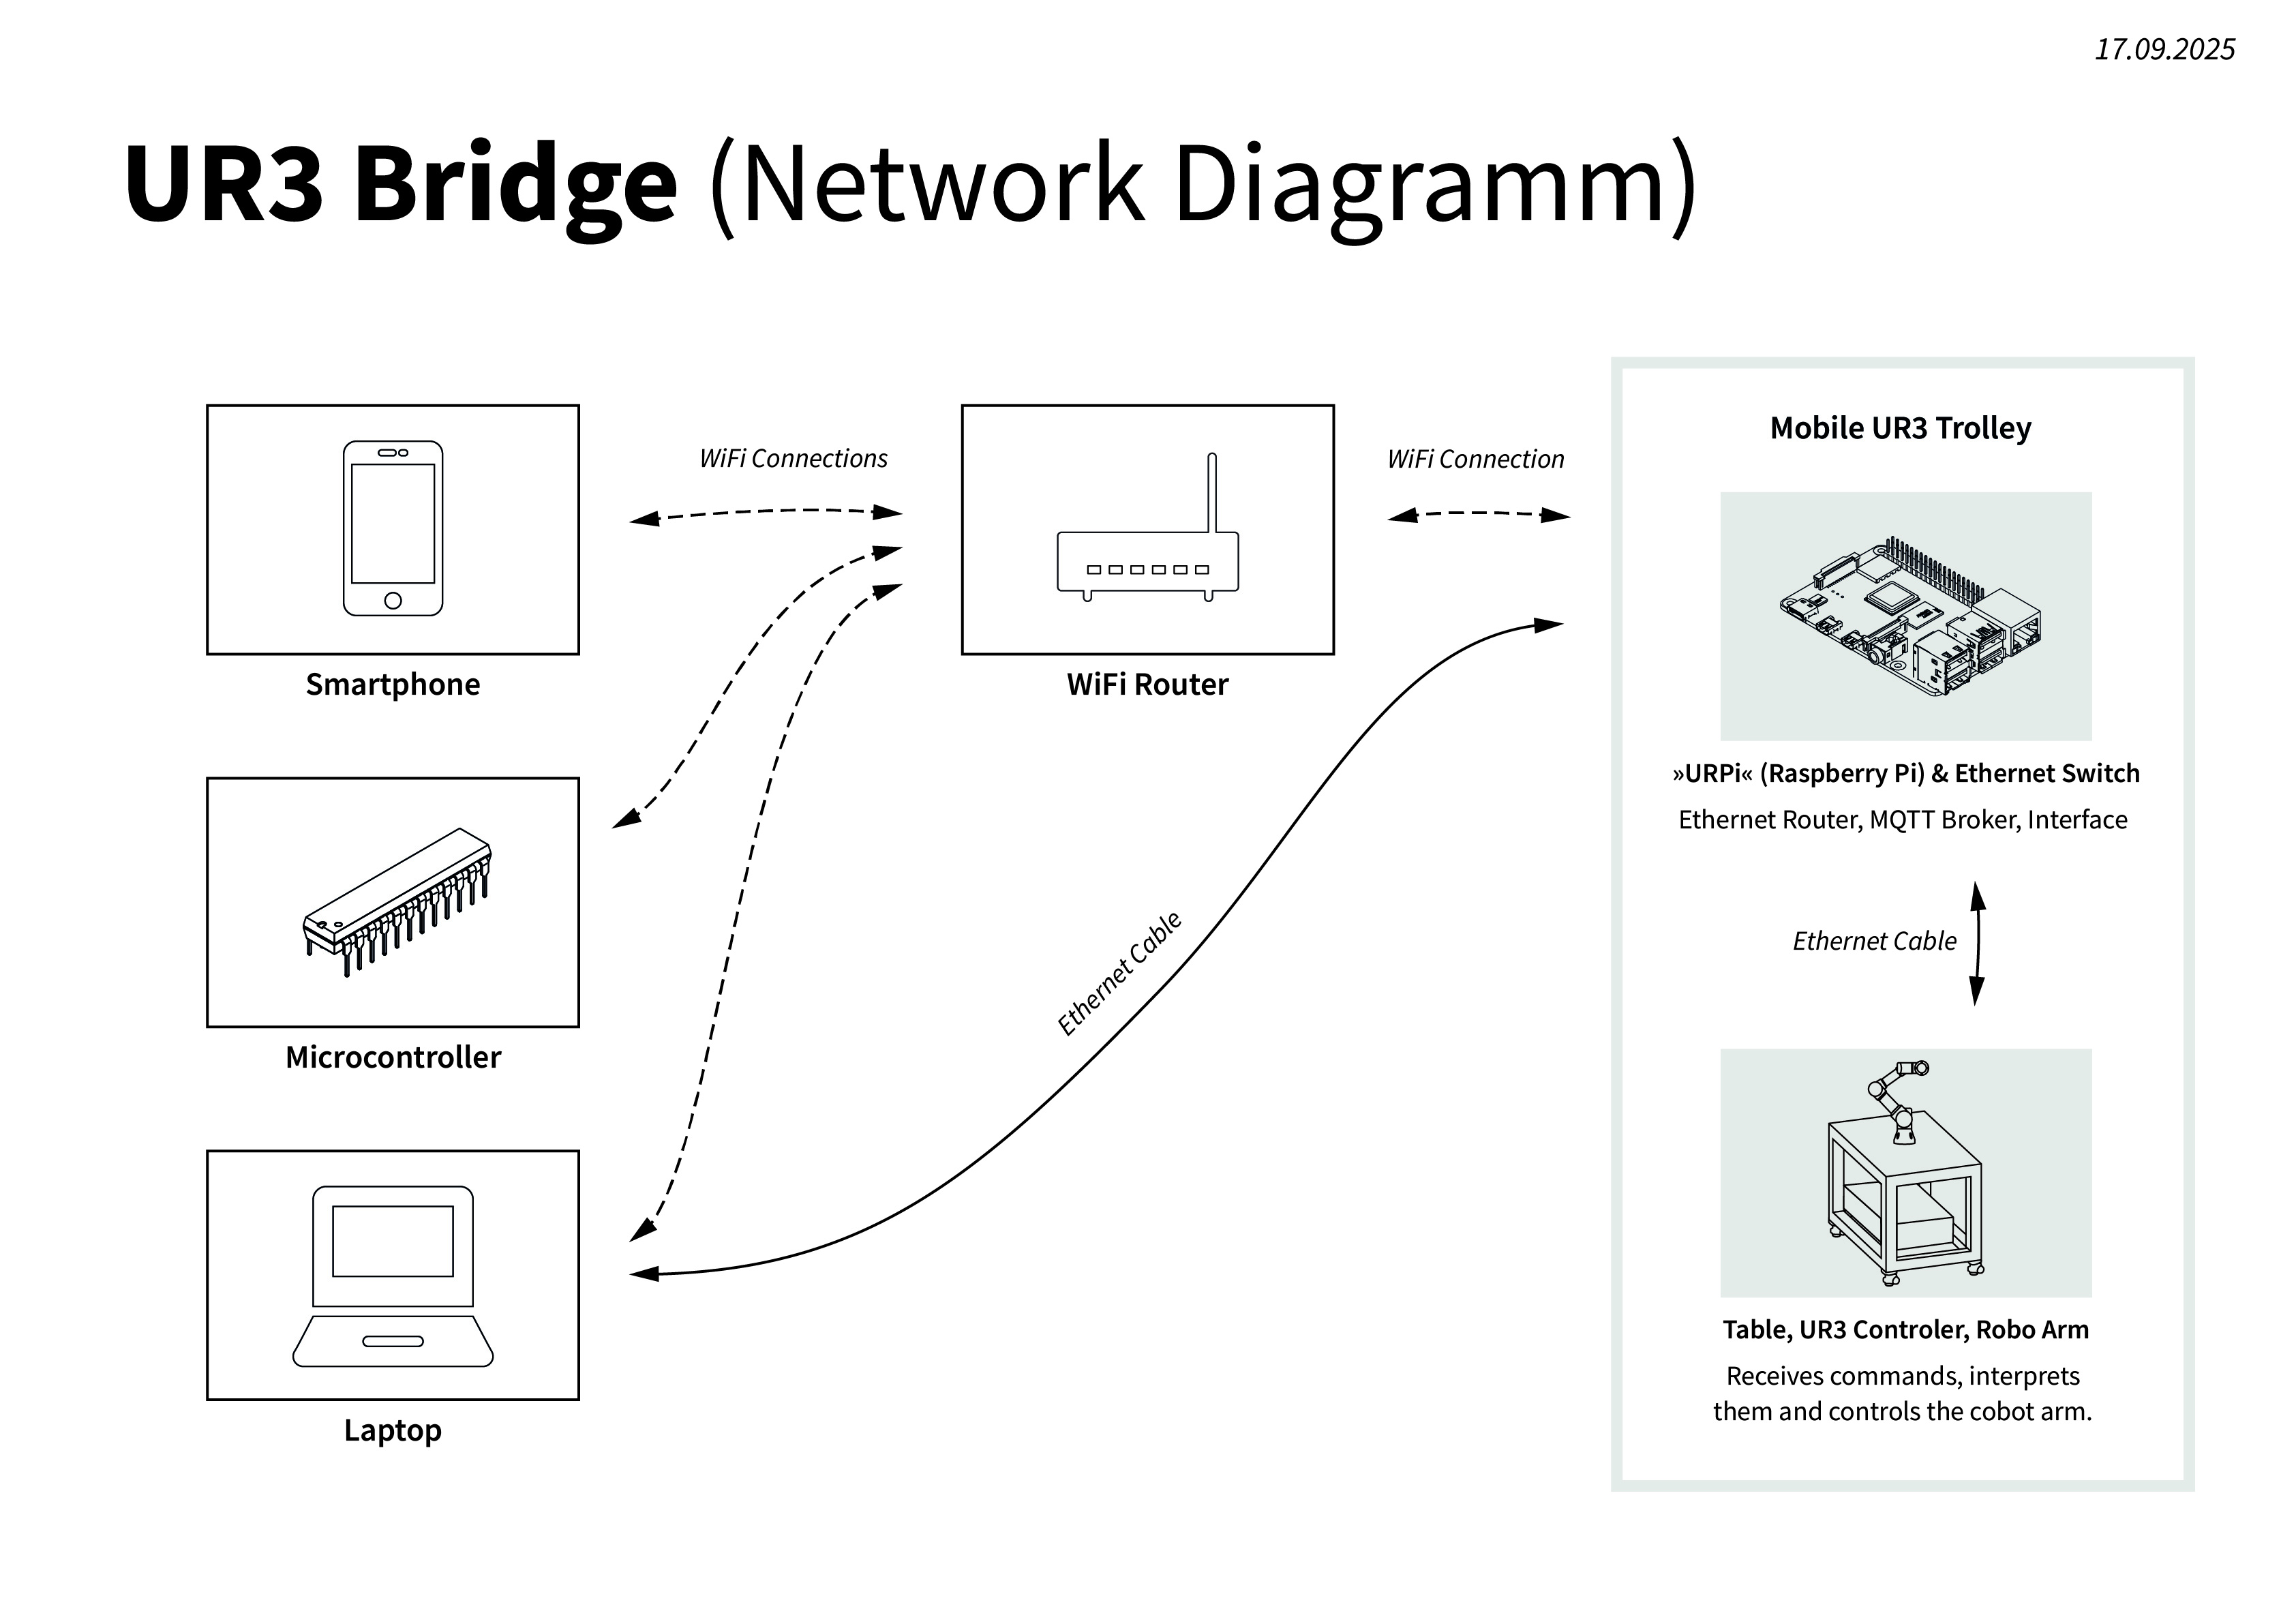 17.09.2025
UR3 Bridge (Network Diagramm)
Smartphone
WiFi Connections
WiFi Router
WiFi Connection
Microcontroller
Laptop
Ethernet Cable
Mobile UR3 Trolley
»URPi« (Raspberry Pi) & Ethernet Switch
Ethernet Router, MQTT Broker, Interface
Ethernet Cable
Table, UR3 Controler, Robo Arm
Receives commands, interprets
them and controls the cobot arm.